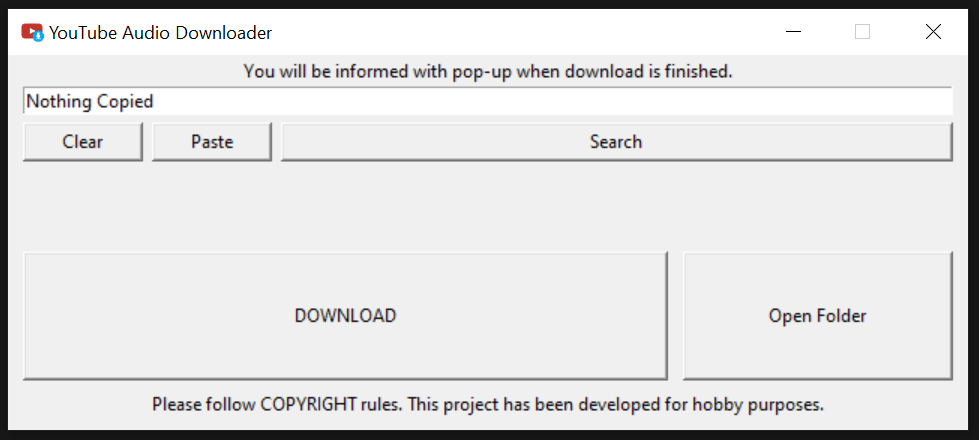 YouTube Audio Downloader
You will be informed with pop-up when download is finished.
Nothing Copied
Clear Paste Search
DOWNLOAD Open Folder
Please follow COPYRIGHT rules. This project has been developed for hobby purposes.